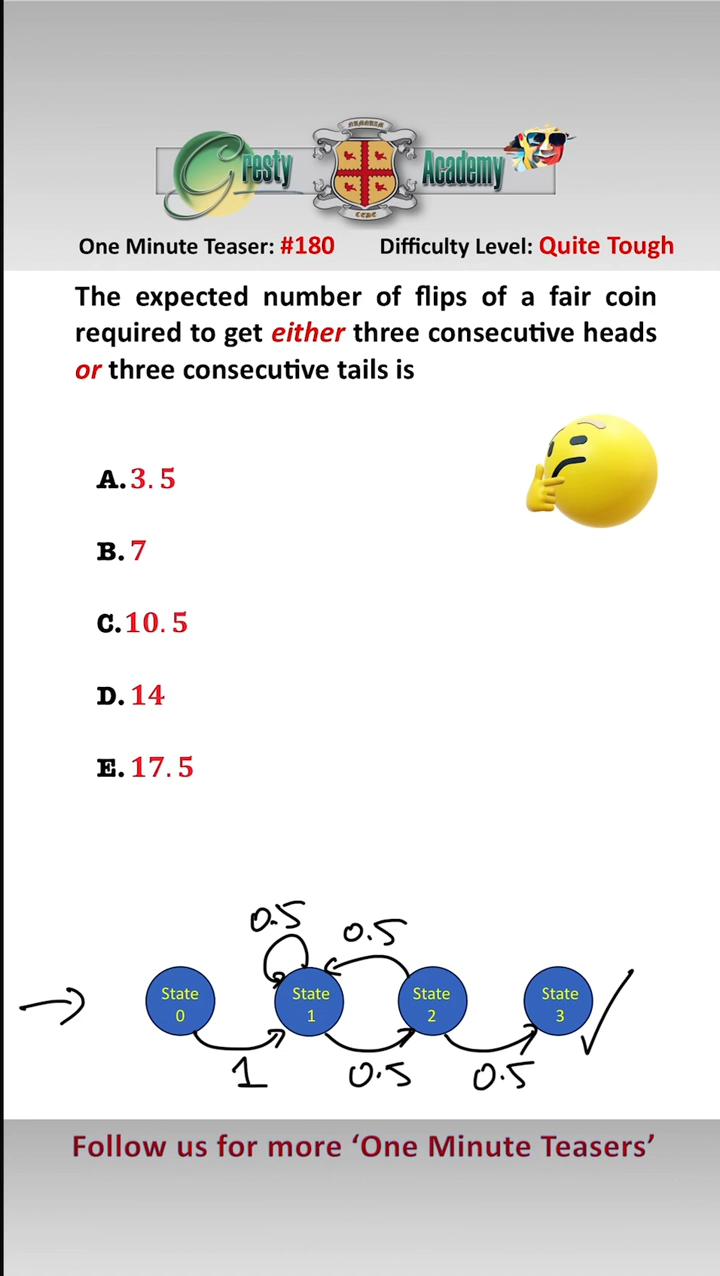 MEMORIA
Gresty Academy
CEDE
One Minute Teaser: #180 Difficulty Level: Quite Tough
The expected number of flips of a fair coin
required to get either three consecutive heads
or three consecutive tails is
A. 3.5
B. 7
C. 10.5
D. 14
E. 17.5
0.5 0.5
State 0 State 1 State 2 State 3
1 0.5 0.5
Follow us for more ‘One Minute Teasers’